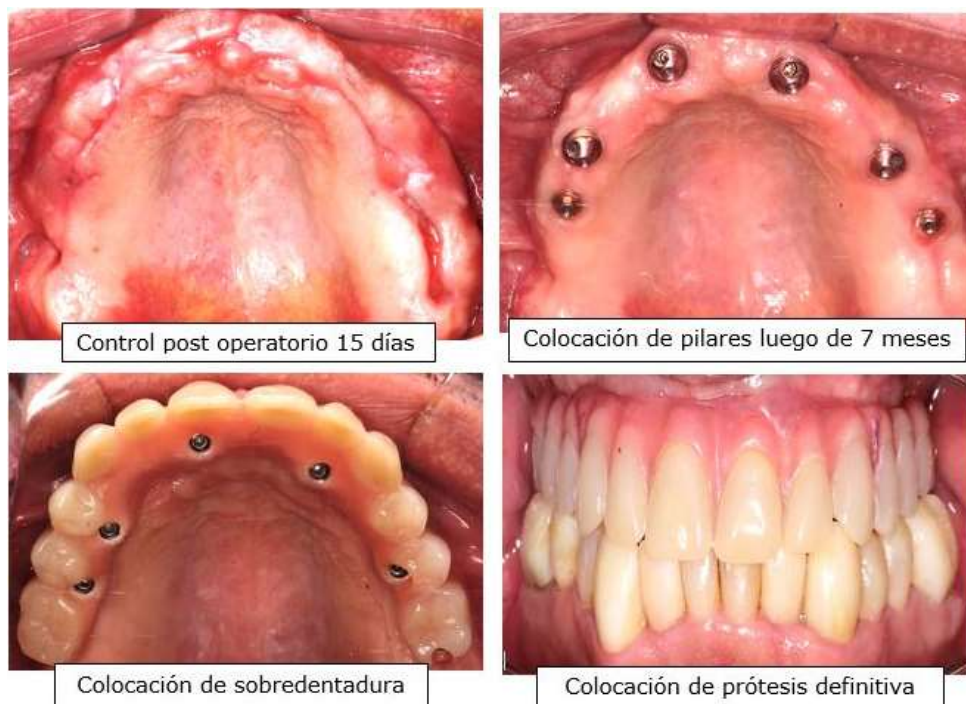 Control post operatorio 15 días
Colocación de pilares luego de 7 meses
Colocación de sobredentadura
Colocación de prótesis definitiva